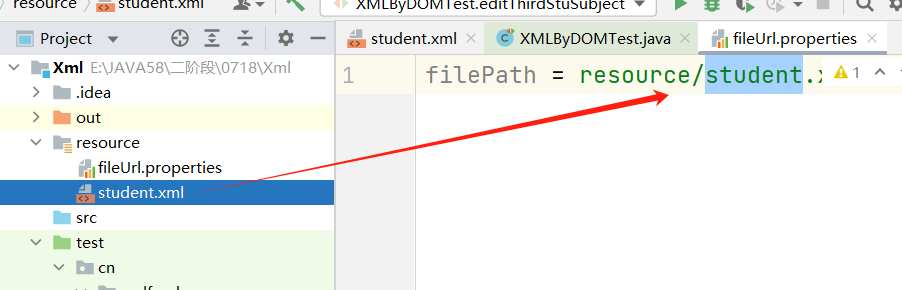 resource › student.xml XMLByDOMTest.editThirdStuSubject
Project
student.xml × XMLByDOMTest.java × fileUrl.properties ×
Xml E:\JAVA58\二阶段\0718\Xml
1 filePath = resource/student.x 1
.idea
out
resource
fileUrl.properties
student.xml
src
test
cn